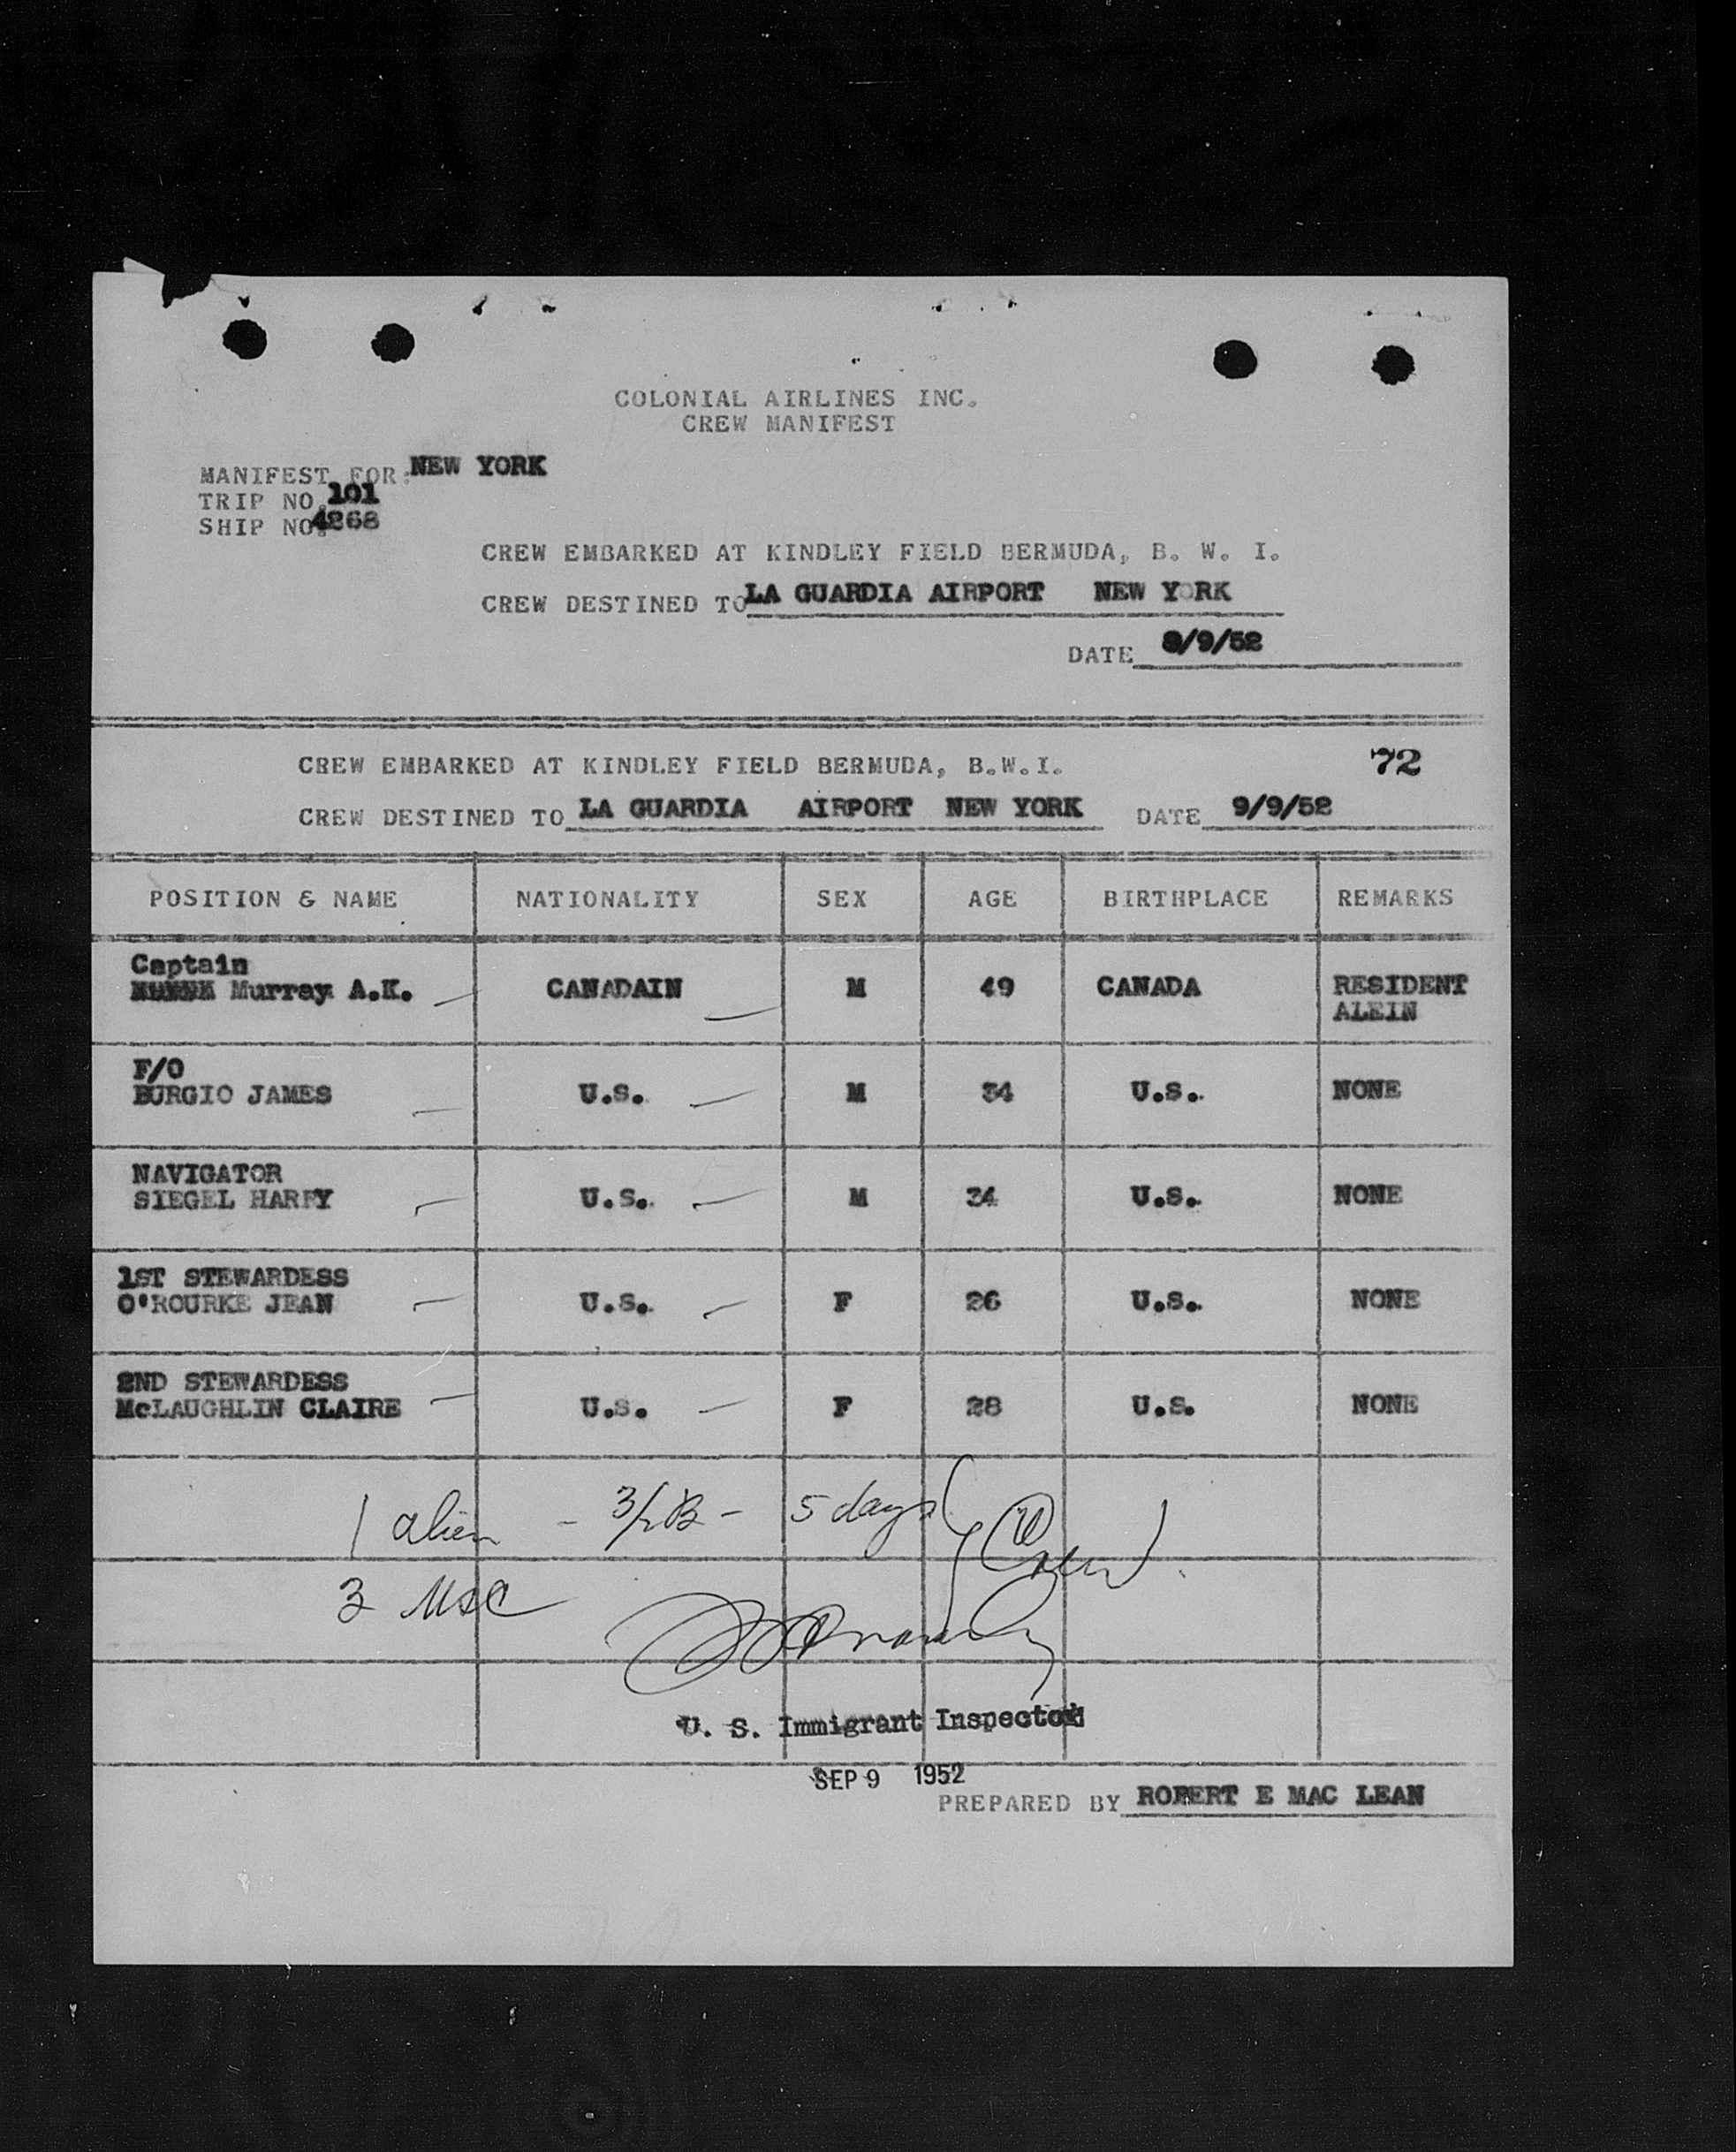 COLONIAL AIRLINES INC.
CREW MANIFEST
MANIFEST FOR: NEW YORK
TRIP NO. 101
SHIP NO. 4268
CREW EMBARKED AT KINDLEY FIELD BERMUDA, B. W. I.
CREW DESTINED TO LA GUARDIA AIRPORT NEW YORK
DATE 9/9/52
CREW EMBARKED AT KINDLEY FIELD BERMUDA, B.W.I. 72
CREW DESTINED TO LA GUARDIA AIRPORT NEW YORK DATE 9/9/52
POSITION & NAME NATIONALITY SEX AGE BIRTHPLACE REMARKS
Captain
Murray A.K. CANADAIN M 49 CANADA RESIDENT
ALEIN
F/O
BURGIO JAMES U.S. M 34 U.S. NONE
NAVIGATOR
SIEGEL HARRY U.S. M 34 U.S. NONE
1ST STEWARDESS
O'ROURKE JEAN U.S. F 26 U.S. NONE
2ND STEWARDESS
McLAUGHLIN CLAIRE U.S. F 28 U.S. NONE
1 alien - 5 days
3 USC
U. S. Immigrant Inspector
SEP 9 1952
PREPARED BY ROBERT E MAC LEAN